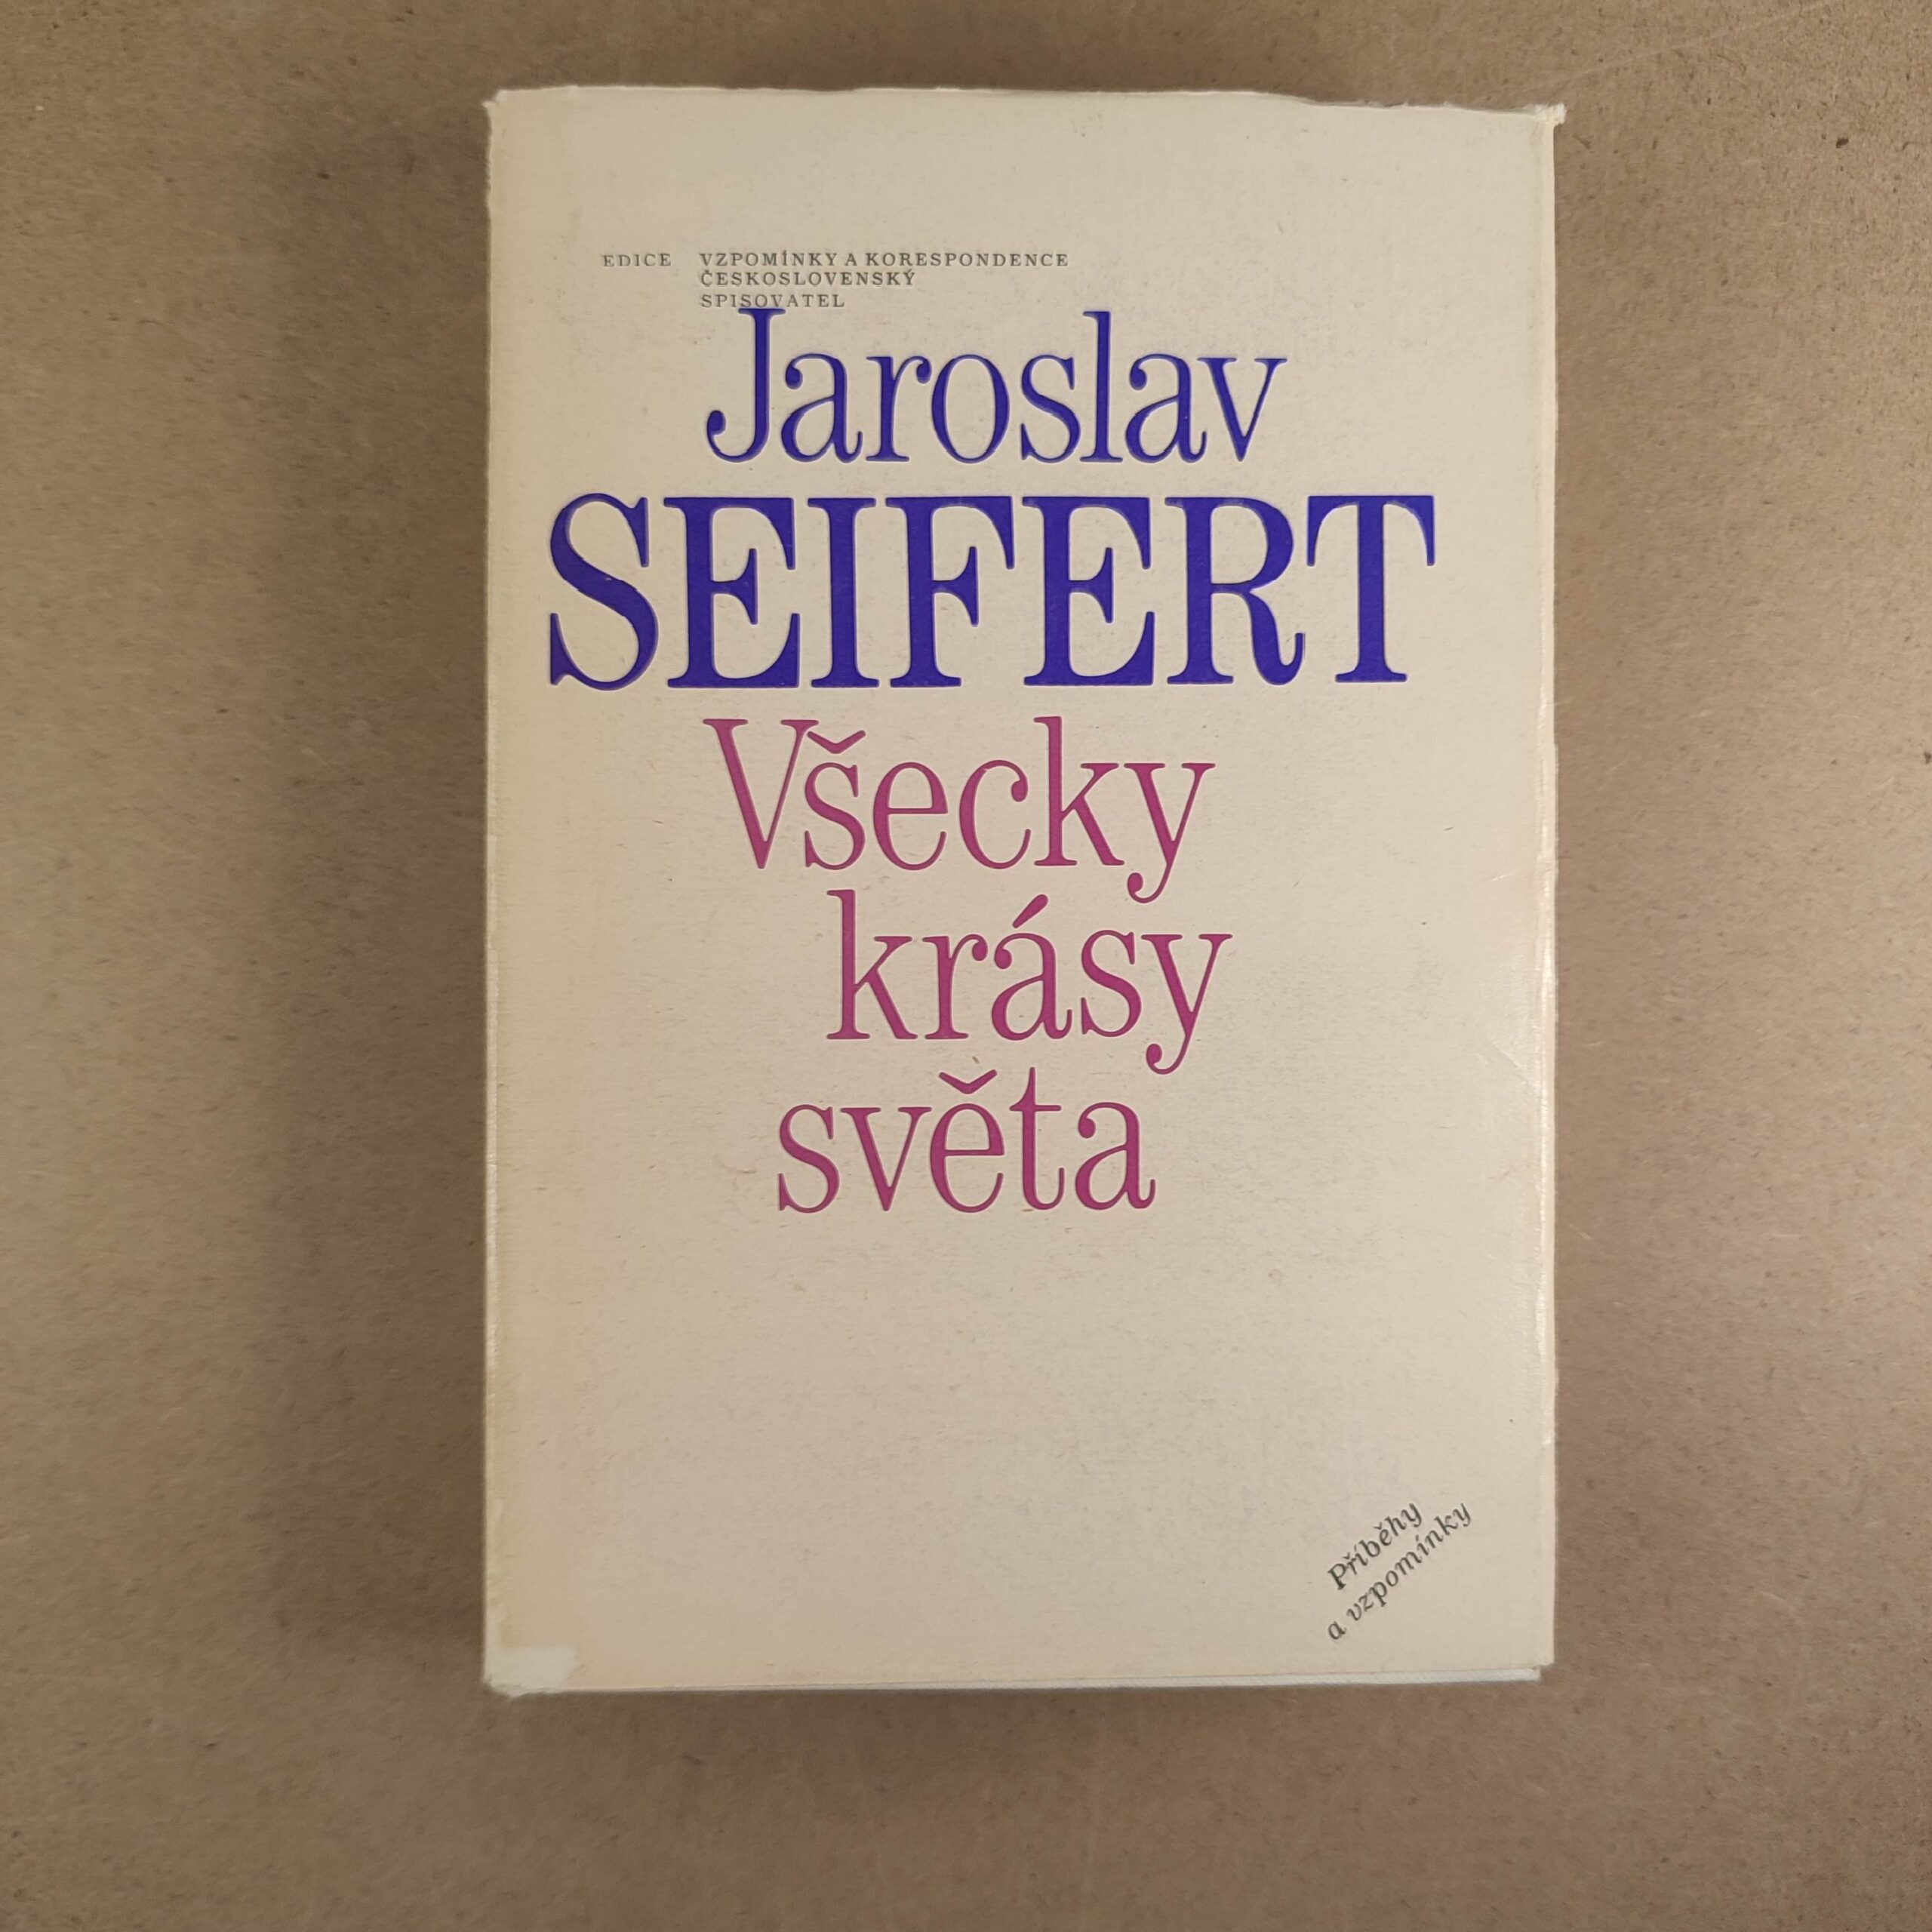 EDICE VZPOMÍNKY A KORESPONDENCE
ČESKOSLOVENSKÝ
SPISOVATEL
Jaroslav
SEIFERT
Všecky
krásy
světa
Příběhy
a vzpomínky